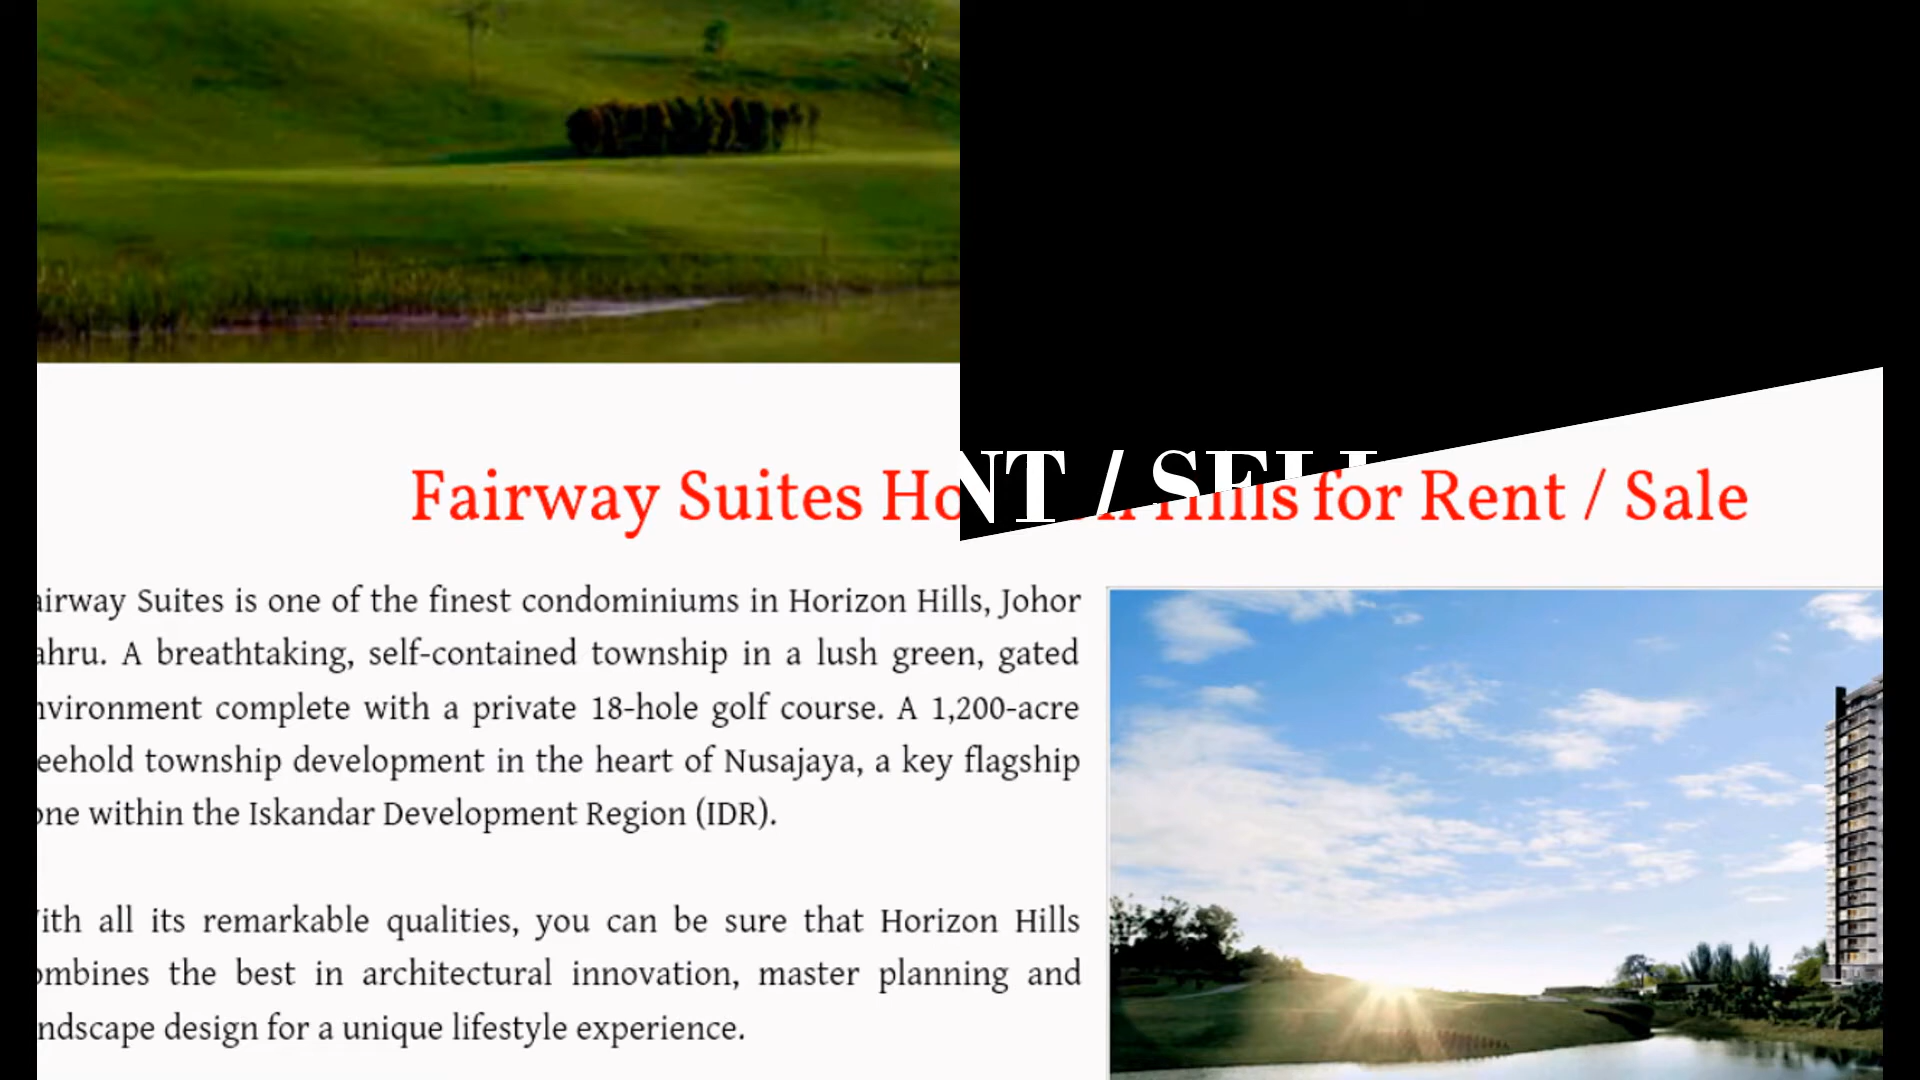 NT / SELL
Fairway Suites Ho Hills for Rent / Sale
airway Suites is one of the finest condominiums in Horizon Hills, Johor
ahru. A breathtaking, self-contained township in a lush green, gated
nvironment complete with a private 18-hole golf course. A 1,200-acre
eehold township development in the heart of Nusajaya, a key flagship
one within the Iskandar Development Region (IDR).
ith all its remarkable qualities, you can be sure that Horizon Hills
ombines the best in architectural innovation, master planning and
ndscape design for a unique lifestyle experience.